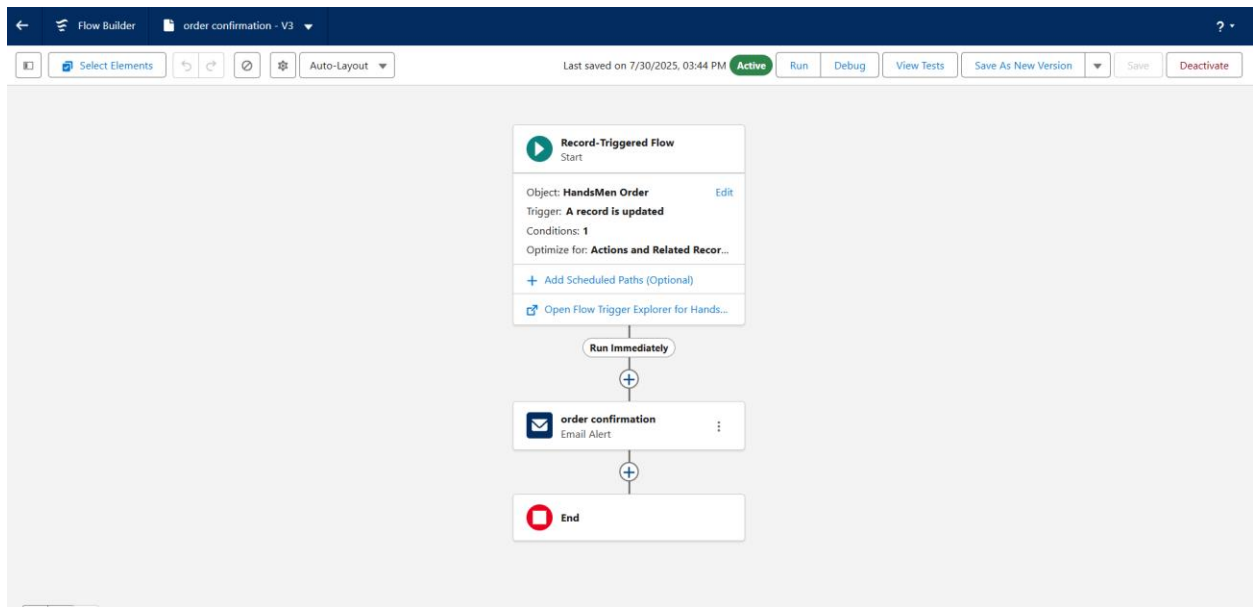 Flow Builder
order confirmation - V3
?
Select Elements
Auto-Layout
Last saved on 7/30/2025, 03:44 PM
Active
Run
Debug
View Tests
Save As New Version
Save
Deactivate
Record-Triggered Flow
Start
Object: HandsMen Order
Edit
Trigger: A record is updated
Conditions: 1
Optimize for: Actions and Related Recor...
+ Add Scheduled Paths (Optional)
Open Flow Trigger Explorer for Hands...
Run Immediately
order confirmation
Email Alert
End